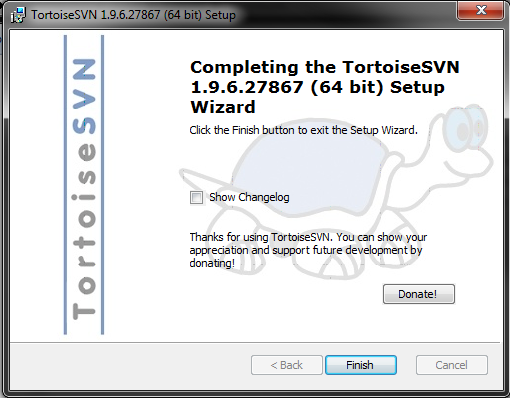 TortoiseSVN 1.9.6.27867 (64 bit) Setup
TortoiseSVN
Completing the TortoiseSVN
1.9.6.27867 (64 bit) Setup
Wizard
Click the Finish button to exit the Setup Wizard.
Show Changelog
Thanks for using TortoiseSVN. You can show your
appreciation and support future development by
donating!
Donate!
< Back
Finish
Cancel